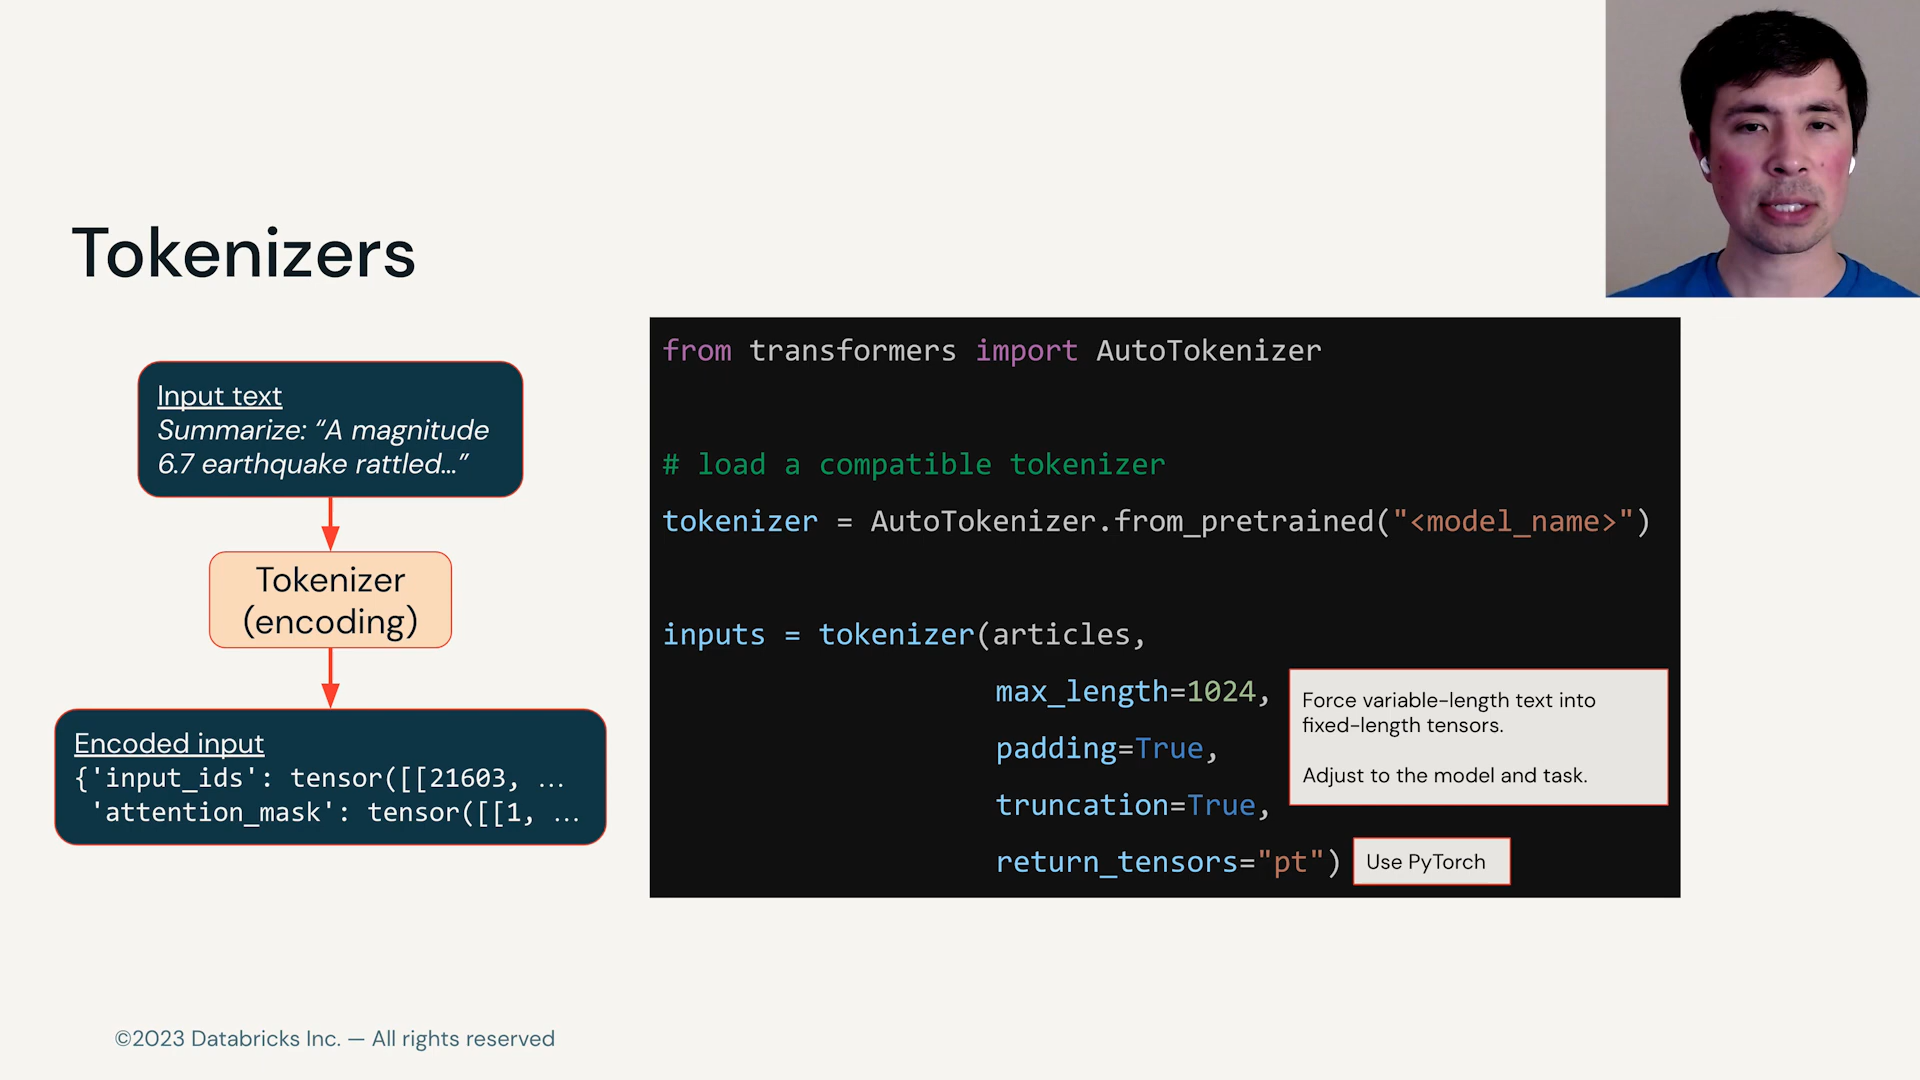 Tokenizers
Input text
Summarize: “A magnitude
6.7 earthquake rattled…”
Tokenizer
(encoding)
Encoded input
{'input_ids': tensor([[21603, …
'attention_mask': tensor([[1, …
from transformers import AutoTokenizer
# load a compatible tokenizer
tokenizer = AutoTokenizer.from_pretrained("<model_name>")
inputs = tokenizer(articles,
max_length=1024,
padding=True,
truncation=True,
return_tensors="pt")
Force variable-length text into
fixed-length tensors.
Adjust to the model and task.
Use PyTorch
©2023 Databricks Inc. — All rights reserved